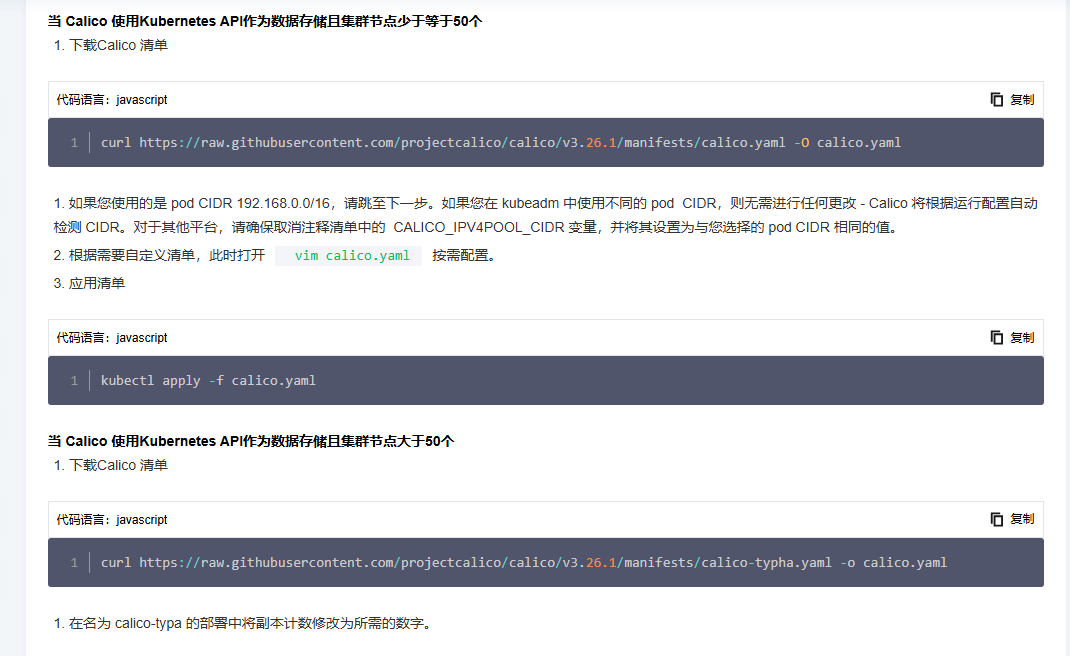 当 Calico 使用Kubernetes API作为数据存储且集群节点少于等于50个
1. 下载Calico 清单
代码语言：javascript
复制
1 curl https://raw.githubusercontent.com/projectcalico/calico/v3.26.1/manifests/calico.yaml -O calico.yaml
1. 如果您使用的是 pod CIDR 192.168.0.0/16，请跳至下一步。如果您在 kubeadm 中使用不同的 pod  CIDR，则无需进行任何更改 - Calico 将根据运行配置自动
检测 CIDR。对于其他平台，请确保取消注释清单中的  CALICO_IPV4POOL_CIDR 变量，并将其设置为与您选择的 pod CIDR 相同的值。
2. 根据需要自定义清单，此时打开 vim calico.yaml 按需配置。
3. 应用清单
代码语言：javascript
复制
1 kubectl apply -f calico.yaml
当 Calico 使用Kubernetes API作为数据存储且集群节点大于50个
1. 下载Calico 清单
代码语言：javascript
复制
1 curl https://raw.githubusercontent.com/projectcalico/calico/v3.26.1/manifests/calico-typha.yaml -o calico.yaml
1. 在名为 calico-typa 的部署中将副本计数修改为所需的数字。